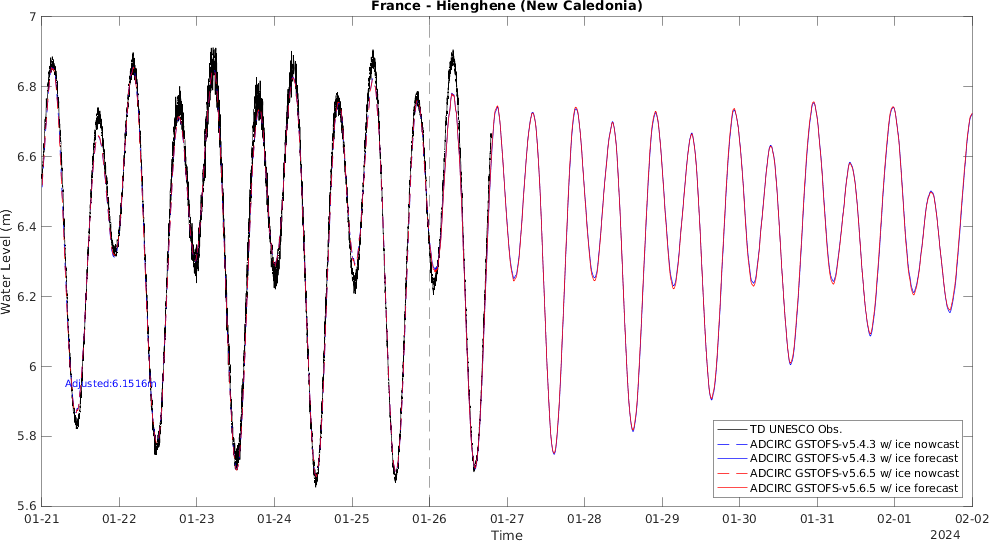 France - Hienghene (New Caledonia)
7
6.8
6.6
6.4
6.2
6
5.8
5.6
Water Level (m)
Adjusted:6.1516m
TD UNESCO Obs.
ADCIRC GSTOFS-v5.4.3 w/ ice nowcast
ADCIRC GSTOFS-v5.4.3 w/ ice forecast
ADCIRC GSTOFS-v5.6.5 w/ ice nowcast
ADCIRC GSTOFS-v5.6.5 w/ ice forecast
01-21 01-22 01-23 01-24 01-25 01-26 01-27 01-28 01-29 01-30 01-31 02-01 02-02
Time
2024